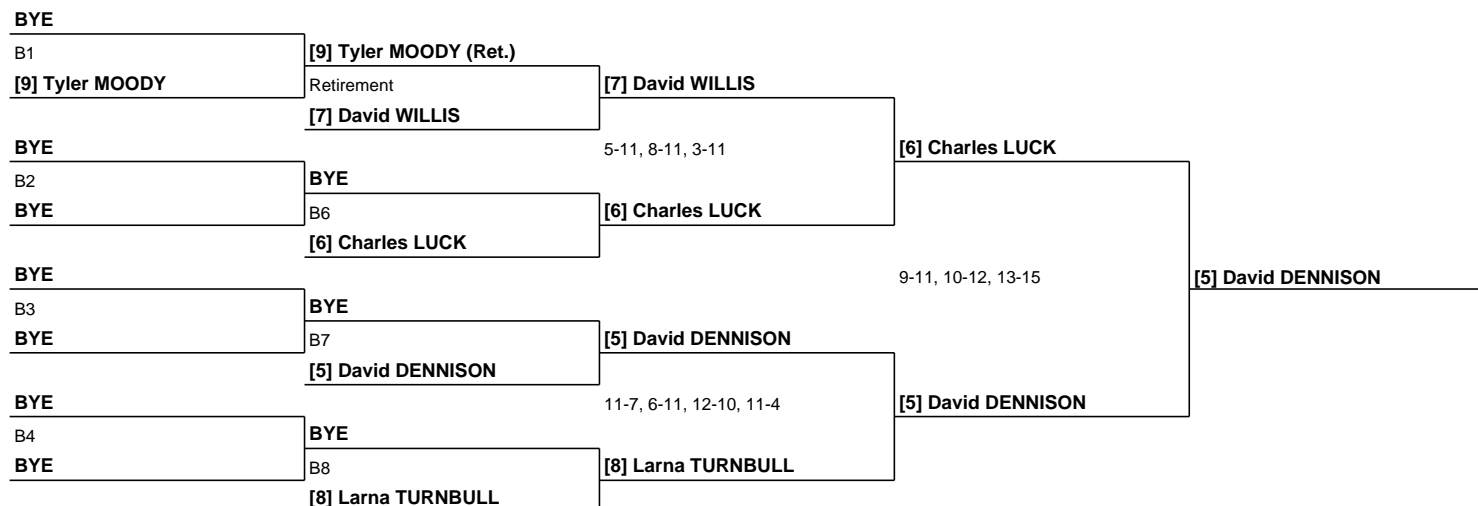 BYE
B1
[9] Tyler MOODY (Ret.)
[9] Tyler MOODY
Retirement
[7] David WILLIS
[7] David WILLIS
BYE
5-11, 8-11, 3-11
[6] Charles LUCK
B2
BYE
BYE
B6
[6] Charles LUCK
[6] Charles LUCK
BYE
9-11, 10-12, 13-15
[5] David DENNISON
B3
BYE
BYE
B7
[5] David DENNISON
[5] David DENNISON
BYE
11-7, 6-11, 12-10, 11-4
[5] David DENNISON
B4
BYE
BYE
B8
[8] Larna TURNBULL
[8] Larna TURNBULL